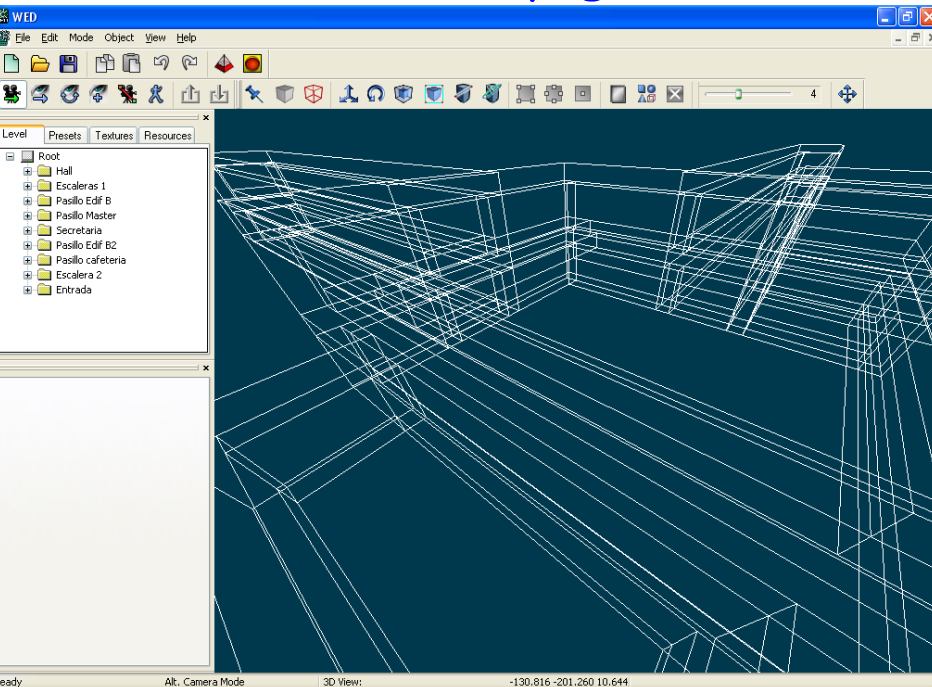 WED
File Edit Mode Object View Help
4
Level Presets Textures Resources
Root
Hall
Escaleras 1
Pasillo Edif B
Pasillo Master
Secretaria
Pasillo Edif B2
Pasillo cafeteria
Escalera 2
Entrada
eady Alt. Camera Mode 3D View: -130.816 -201.260 10.644